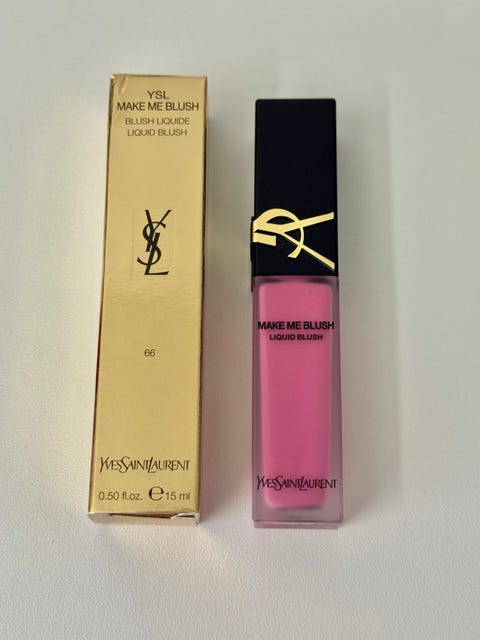 YSL
MAKE ME BLUSH
BLUSH LIQUIDE
LIQUID BLUSH
YSL
66
YVESSAINTLAURENT
0.50 fl.oz. ℮15 ml
MAKE ME BLUSH
LIQUID BLUSH
YVESSAINTLAURENT